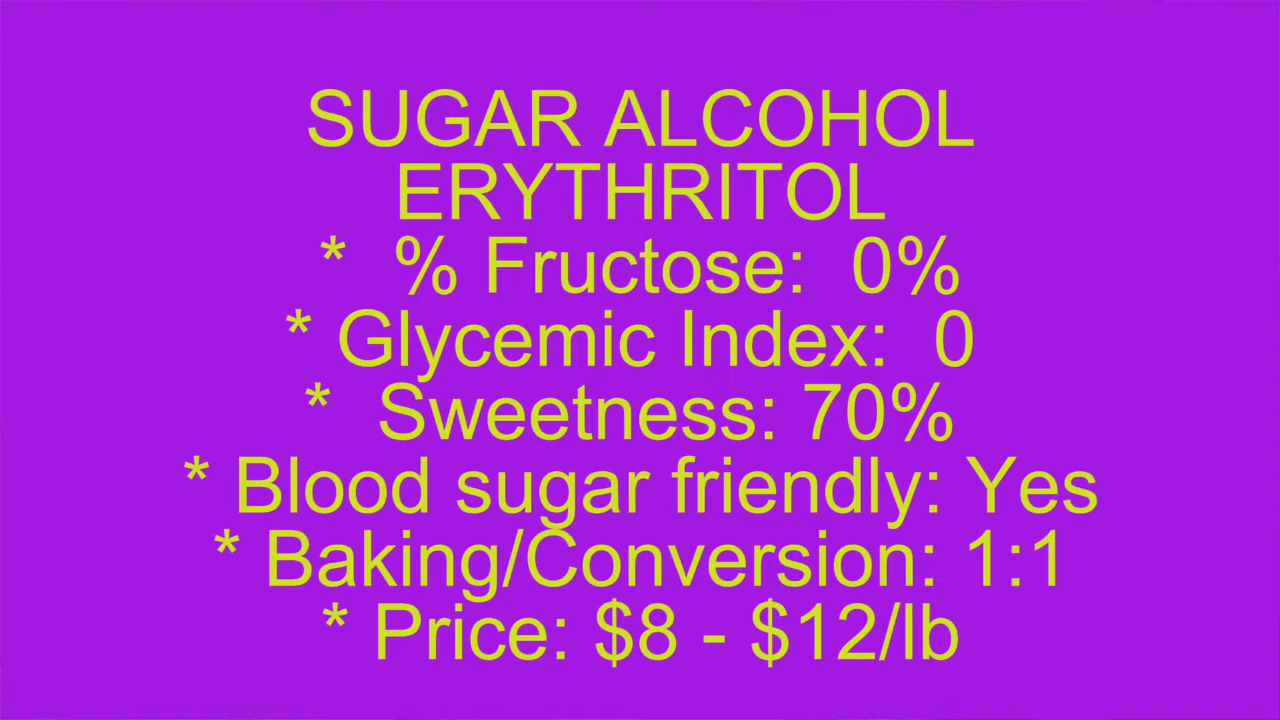 SUGAR ALCOHOL
ERYTHRITOL
*  % Fructose:  0%
* Glycemic Index:  0
*  Sweetness: 70%
* Blood sugar friendly: Yes
* Baking/Conversion: 1:1
* Price: $8 - $12/lb